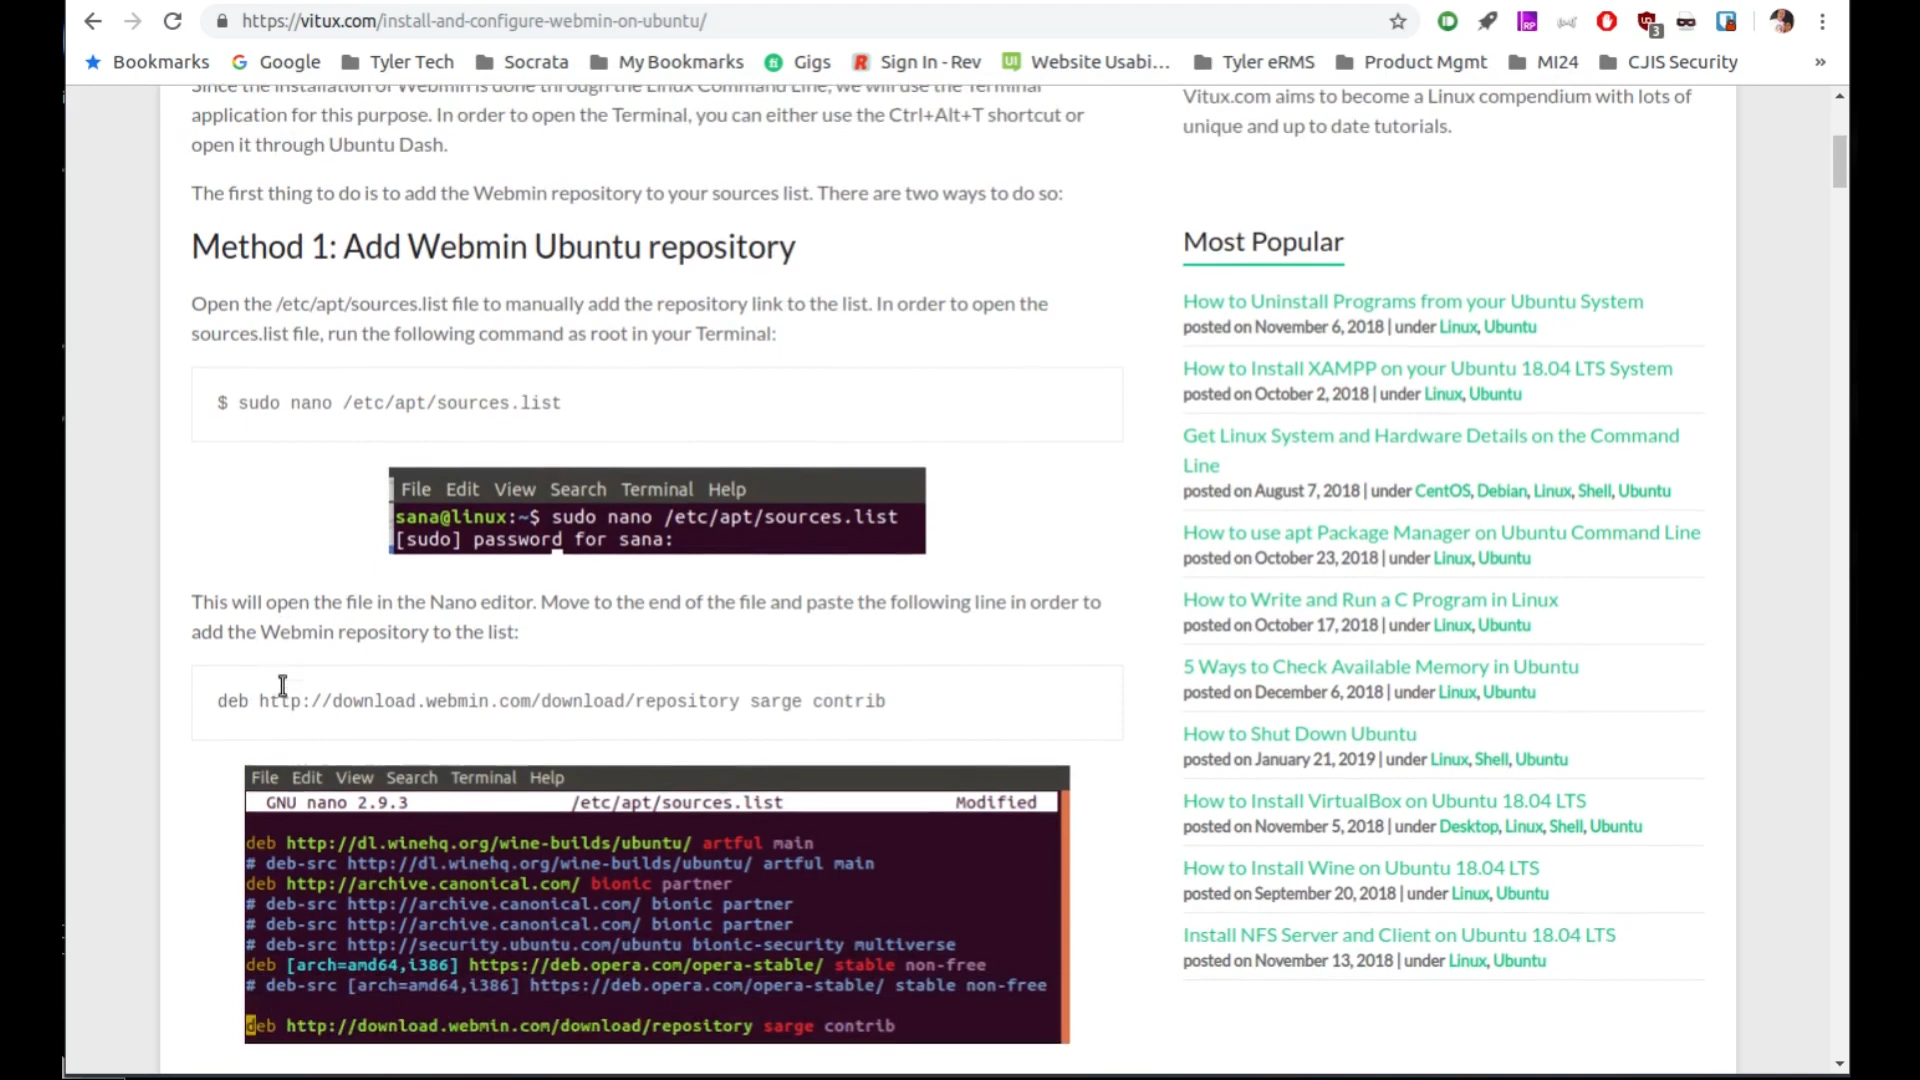 https://vitux.com/install-and-configure-webmin-on-ubuntu/
3
Bookmarks Google Tyler Tech Socrata My Bookmarks Gigs Sign In - Rev Website Usabi... Tyler eRMS Product Mgmt MI24 CJIS Security »
Since the installation of Webmin is done through the Linux Command Line, we will use the Terminal
application for this purpose. In order to open the Terminal, you can either use the Ctrl+Alt+T shortcut or
open it through Ubuntu Dash.
The first thing to do is to add the Webmin repository to your sources list. There are two ways to do so:
Method 1: Add Webmin Ubuntu repository
Open the /etc/apt/sources.list file to manually add the repository link to the list. In order to open the
sources.list file, run the following command as root in your Terminal:
$ sudo nano /etc/apt/sources.list
File Edit View Search Terminal Help
sana@linux:~$ sudo nano /etc/apt/sources.list
[sudo] password for sana:
This will open the file in the Nano editor. Move to the end of the file and paste the following line in order to
add the Webmin repository to the list:
deb http://download.webmin.com/download/repository sarge contrib
File Edit View Search Terminal Help
GNU nano 2.9.3 /etc/apt/sources.list Modified
deb http://dl.winehq.org/wine-builds/ubuntu/ artful main
# deb-src http://dl.winehq.org/wine-builds/ubuntu/ artful main
deb http://archive.canonical.com/ bionic partner
# deb-src http://archive.canonical.com/ bionic partner
# deb-src http://archive.canonical.com/ bionic partner
# deb-src http://security.ubuntu.com/ubuntu bionic-security multiverse
deb [arch=amd64,i386] https://deb.opera.com/opera-stable/ stable non-free
# deb-src [arch=amd64,i386] https://deb.opera.com/opera-stable/ stable non-free
deb http://download.webmin.com/download/repository sarge contrib
Vitux.com aims to become a Linux compendium with lots of
unique and up to date tutorials.
Most Popular
How to Uninstall Programs from your Ubuntu System
posted on November 6, 2018 | under Linux, Ubuntu
How to Install XAMPP on your Ubuntu 18.04 LTS System
posted on October 2, 2018 | under Linux, Ubuntu
Get Linux System and Hardware Details on the Command
Line
posted on August 7, 2018 | under CentOS, Debian, Linux, Shell, Ubuntu
How to use apt Package Manager on Ubuntu Command Line
posted on October 23, 2018 | under Linux, Ubuntu
How to Write and Run a C Program in Linux
posted on October 17, 2018 | under Linux, Ubuntu
5 Ways to Check Available Memory in Ubuntu
posted on December 6, 2018 | under Linux, Ubuntu
How to Shut Down Ubuntu
posted on January 21, 2019 | under Linux, Shell, Ubuntu
How to Install VirtualBox on Ubuntu 18.04 LTS
posted on November 5, 2018 | under Desktop, Linux, Shell, Ubuntu
How to Install Wine on Ubuntu 18.04 LTS
posted on September 20, 2018 | under Linux, Ubuntu
Install NFS Server and Client on Ubuntu 18.04 LTS
posted on November 13, 2018 | under Linux, Ubuntu